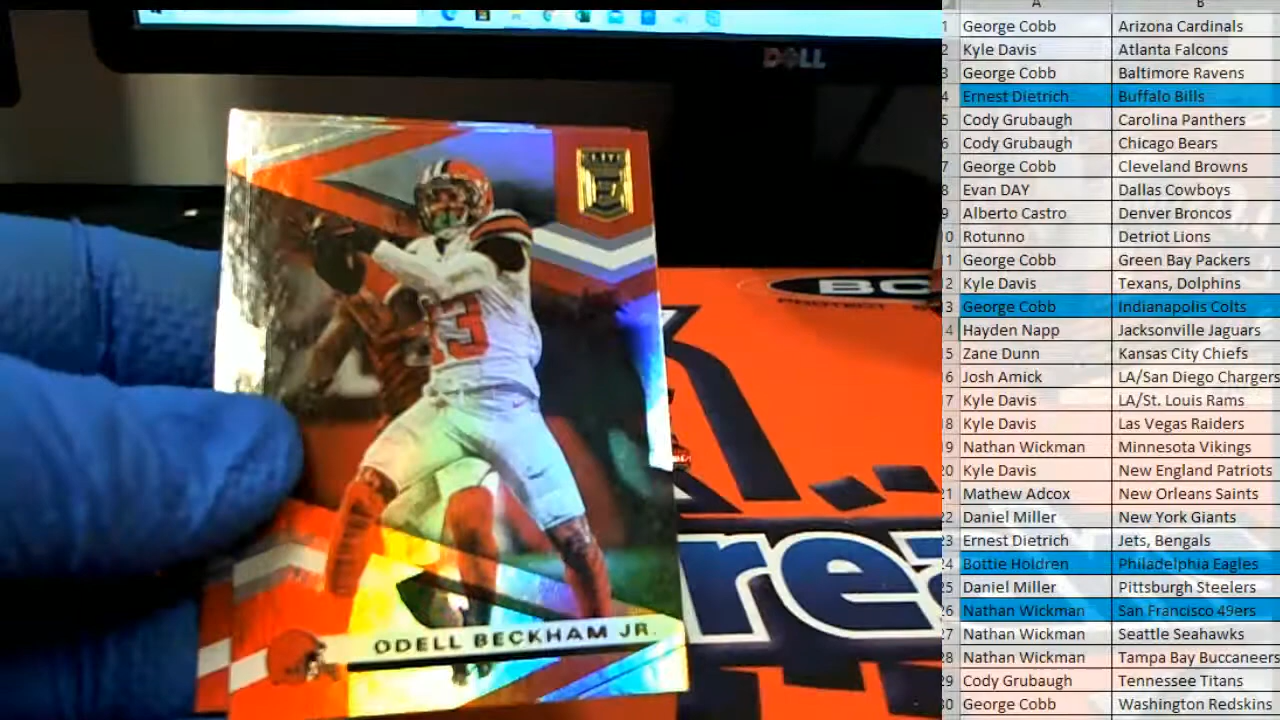 DELL
ELITE
E
BC
PROTECT
13
rea
ODELL BECKHAM JR.
A B
1 George Cobb Arizona Cardinals
2 Kyle Davis Atlanta Falcons
3 George Cobb Baltimore Ravens
4 Ernest Dietrich Buffalo Bills
5 Cody Grubaugh Carolina Panthers
6 Cody Grubaugh Chicago Bears
7 George Cobb Cleveland Browns
8 Evan DAY Dallas Cowboys
9 Alberto Castro Denver Broncos
10 Rotunno Detriot Lions
11 George Cobb Green Bay Packers
12 Kyle Davis Texans, Dolphins
13 George Cobb Indianapolis Colts
14 Hayden Napp Jacksonville Jaguars
15 Zane Dunn Kansas City Chiefs
16 Josh Amick LA/San Diego Chargers
17 Kyle Davis LA/St. Louis Rams
18 Kyle Davis Las Vegas Raiders
19 Nathan Wickman Minnesota Vikings
20 Kyle Davis New England Patriots
21 Mathew Adcox New Orleans Saints
22 Daniel Miller New York Giants
23 Ernest Dietrich Jets, Bengals
24 Bottie Holdren Philadelphia Eagles
25 Daniel Miller Pittsburgh Steelers
26 Nathan Wickman San Francisco 49ers
27 Nathan Wickman Seattle Seahawks
28 Nathan Wickman Tampa Bay Buccaneers
29 Cody Grubaugh Tennessee Titans
30 George Cobb Washington Redskins